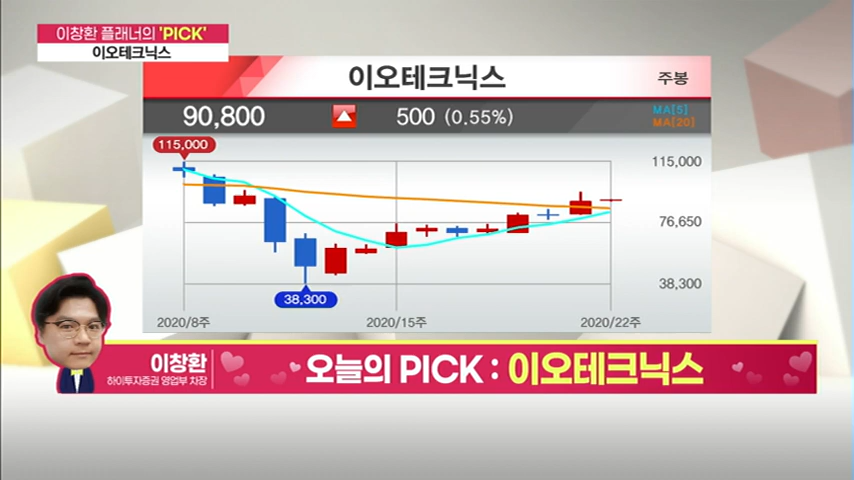 이창환 플래너의 'PICK'
이오테크닉스
이오테크닉스
주봉
90,800
500 (0.55%)
MA[5]
MA[20]
115,000
115,000
76,650
38,300
38,300
2020/8주
2020/15주
2020/22주
이창환
하이투자증권 영업부 차장
오늘의 PICK : 이오테크닉스